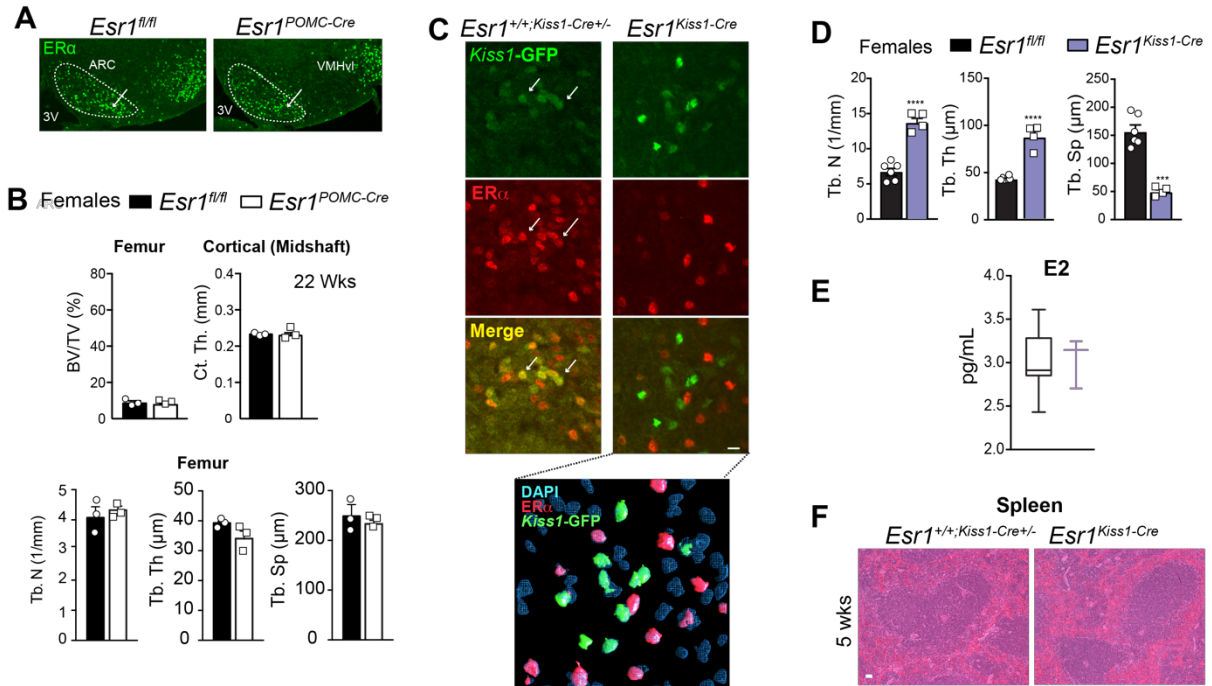 A
Esr1fl/fl
Esr1POMC-Cre
ERα
ARC
3V
VMHvl
3V
B
ARC
Females
Esr1fl/fl
Esr1POMC-Cre
Femur
Cortical (Midshaft)
22 Wks
BV/TV (%)
80
60
40
20
0
Ct. Th. (mm)
0.4
0.3
0.2
0.1
0
Femur
Tb. N (1/mm)
5
4
4
2
1
0
Tb. Th (μm)
50
40
30
20
10
0
Tb. Sp (μm)
300
200
100
0
C
Esr1+/+;Kiss1-Cre+/-
Esr1Kiss1-Cre
Kiss1-GFP
ERα
Merge
DAPI
ERα
Kiss1-GFP
D
Females
Esr1fl/fl
Esr1Kiss1-Cre
Tb. N (1/mm)
20
15
10
5
0
****
Tb. Th (μm)
150
100
50
0
****
Tb. Sp (μm)
250
200
150
100
50
0
***
E
E2
pg/mL
4.0
3.5
3.0
2.5
2.0
F
Spleen
Esr1+/+;Kiss1-Cre+/-
Esr1Kiss1-Cre
5 wks